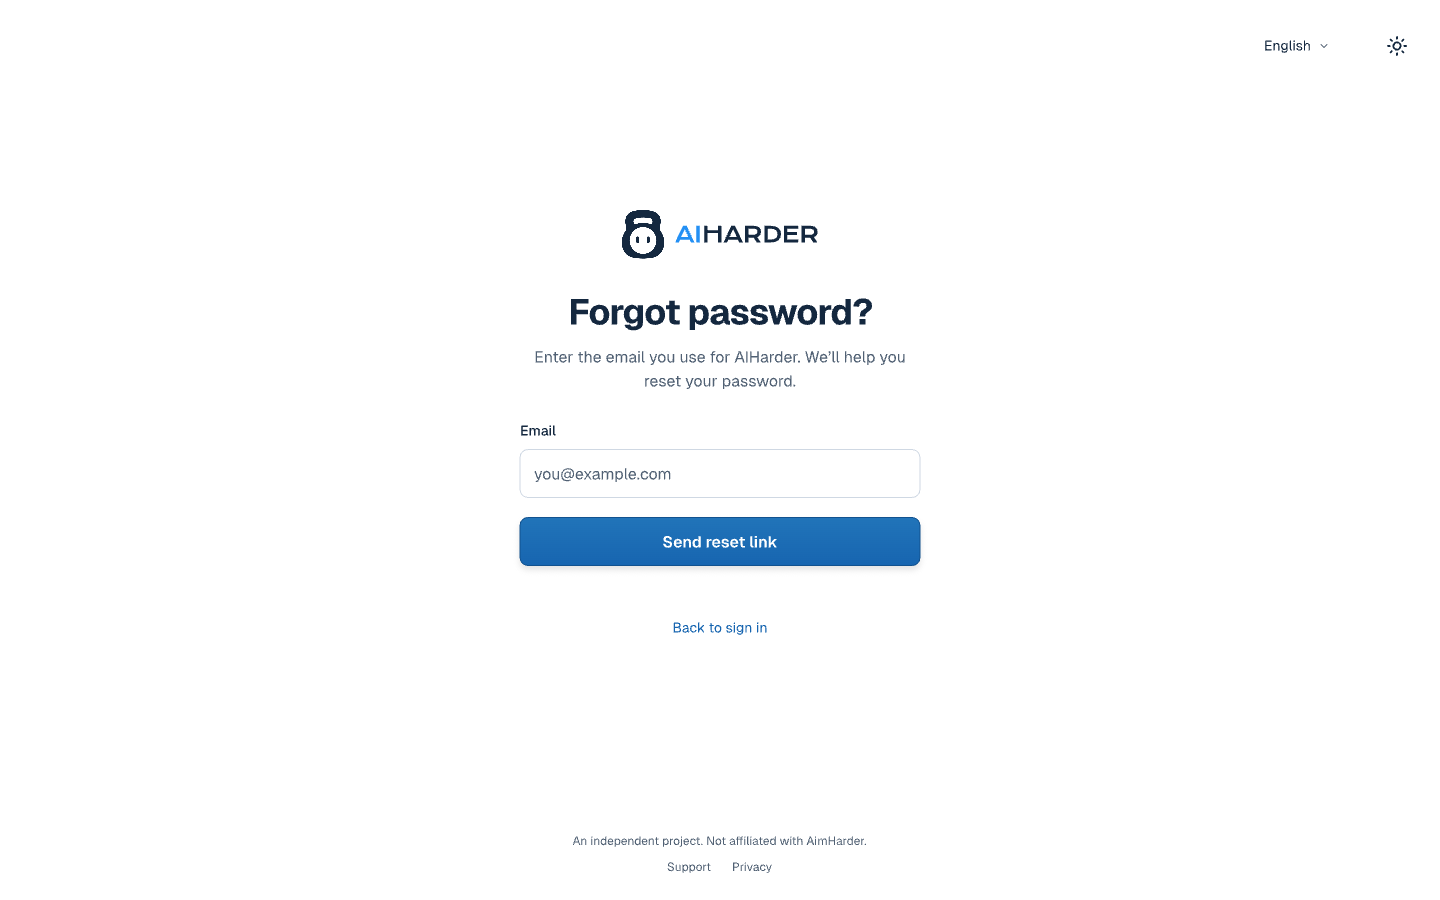 English
AIHARDER
Forgot password?
Enter the email you use for AIHarder. We’ll help you
reset your password.
Email
you@example.com
Send reset link
Back to sign in
An independent project. Not affiliated with AimHarder.
Support Privacy